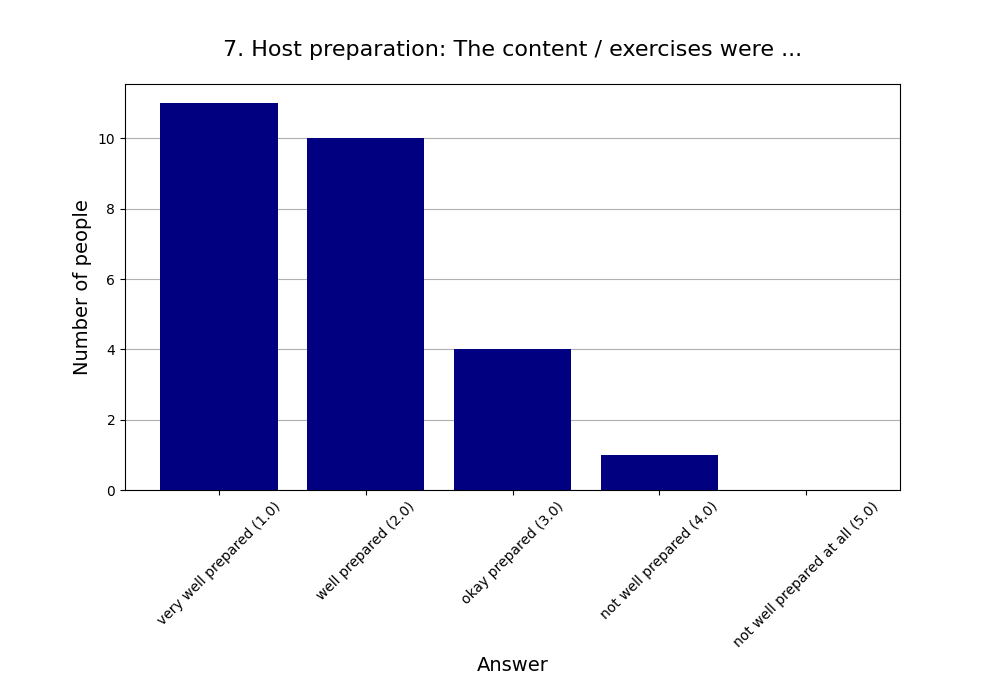 7. Host preparation: The content / exercises were ...
Number of people
10
8
6
4
2
0
very well prepared (1.0)
well prepared (2.0)
okay prepared (3.0)
not well prepared (4.0)
not well prepared at all (5.0)
Answer